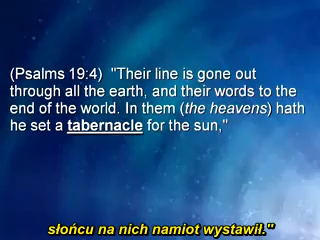 (Psalms 19:4)  "Their line is gone out
through all the earth, and their words to the
end of the world. In them (the heavens) hath
he set a tabernacle for the sun,"
słońcu na nich namiot wystawił."